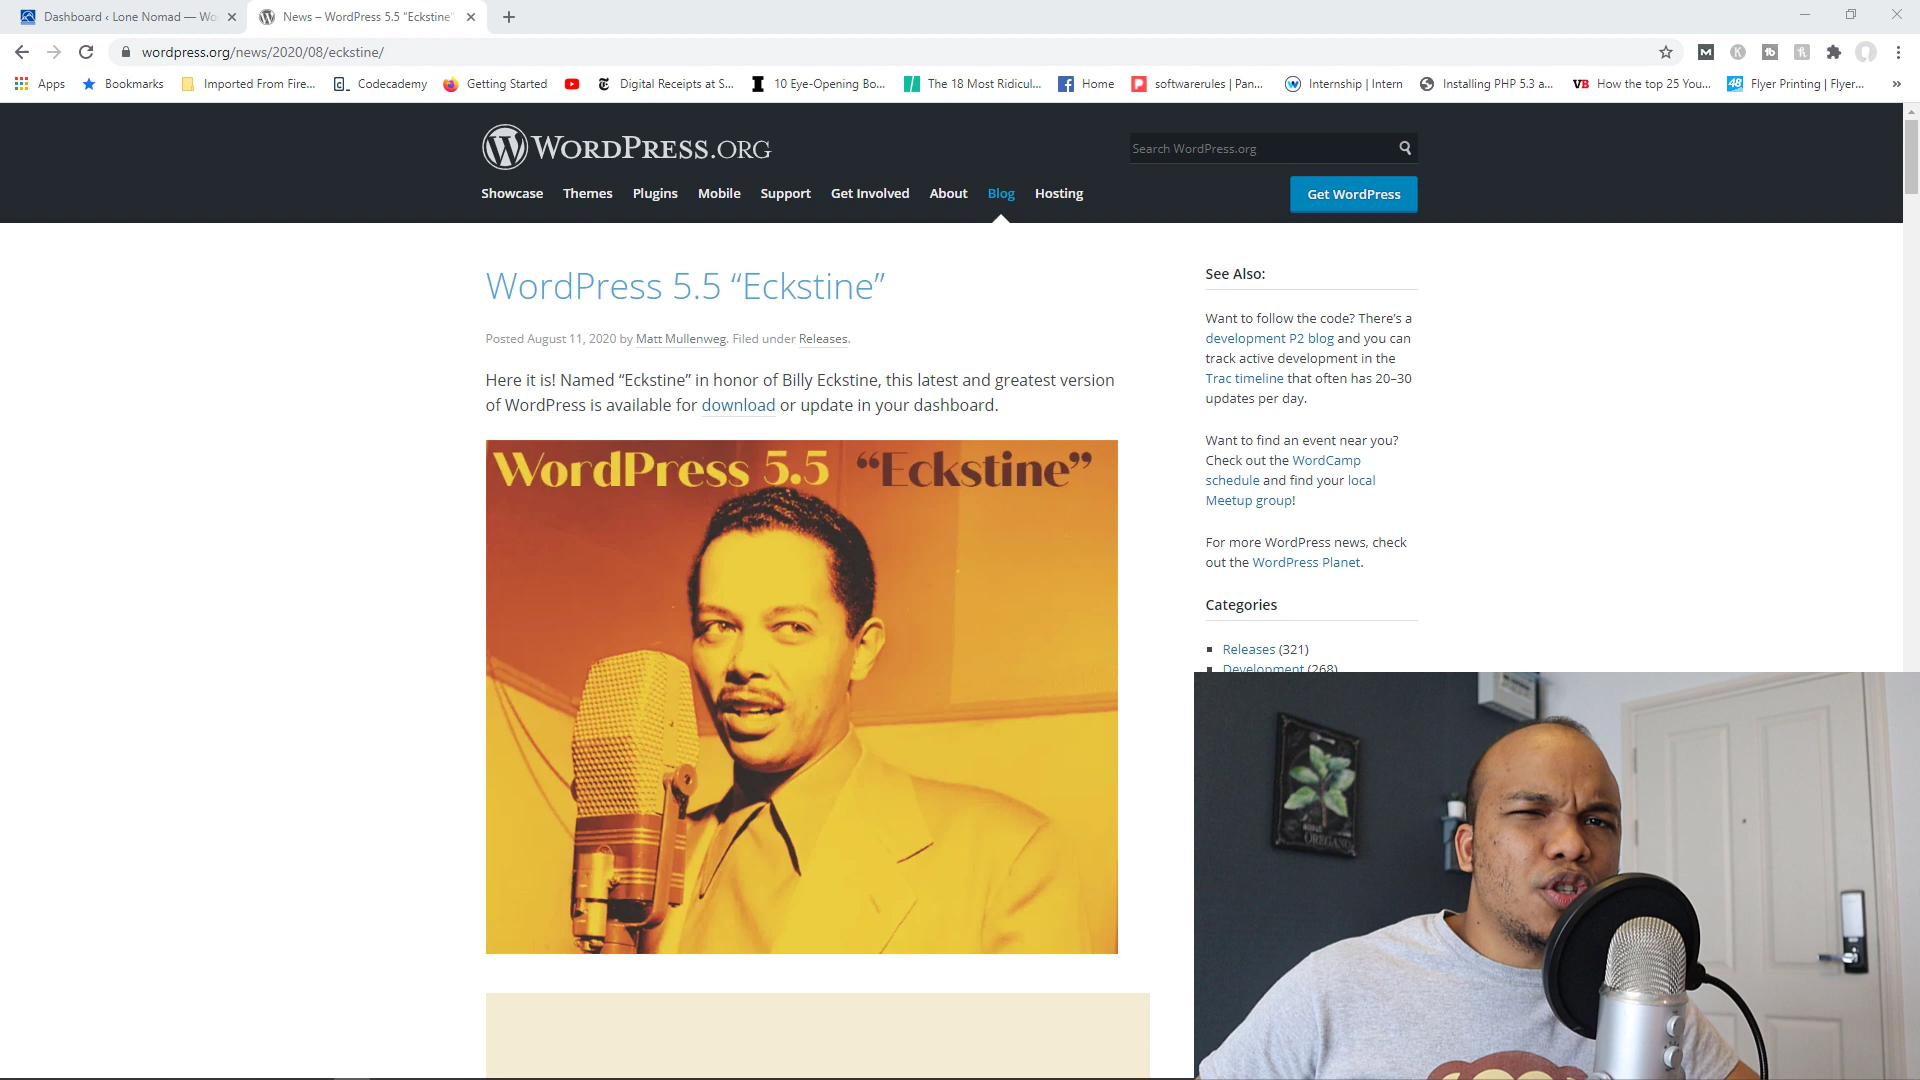 Dashboard ‹ Lone Nomad — Wo
News – WordPress 5.5 “Eckstine”
wordpress.org/news/2020/08/eckstine/
Apps
Bookmarks
Imported From Fire...
Codecademy
Getting Started
Digital Receipts at S...
10 Eye-Opening Bo...
The 18 Most Ridicul...
Home
softwarerules | Pan...
Internship | Intern
Installing PHP 5.3 a...
VB How the top 25 You...
Flyer Printing | Flyer...
WORDPRESS.ORG
Search WordPress.org
Showcase Themes Plugins Mobile Support Get Involved About Blog Hosting
Get WordPress
WordPress 5.5 “Eckstine”
Posted August 11, 2020 by Matt Mullenweg. Filed under Releases.
Here it is! Named “Eckstine” in honor of Billy Eckstine, this latest and greatest version
of WordPress is available for download or update in your dashboard.
WordPress 5.5 “Eckstine”
See Also:
Want to follow the code? There’s a
development P2 blog and you can
track active development in the
Trac timeline that often has 20–30
updates per day.
Want to find an event near you?
Check out the WordCamp
schedule and find your local
Meetup group!
For more WordPress news, check
out the WordPress Planet.
Categories
Releases (321)
Development (268)
OREGANO